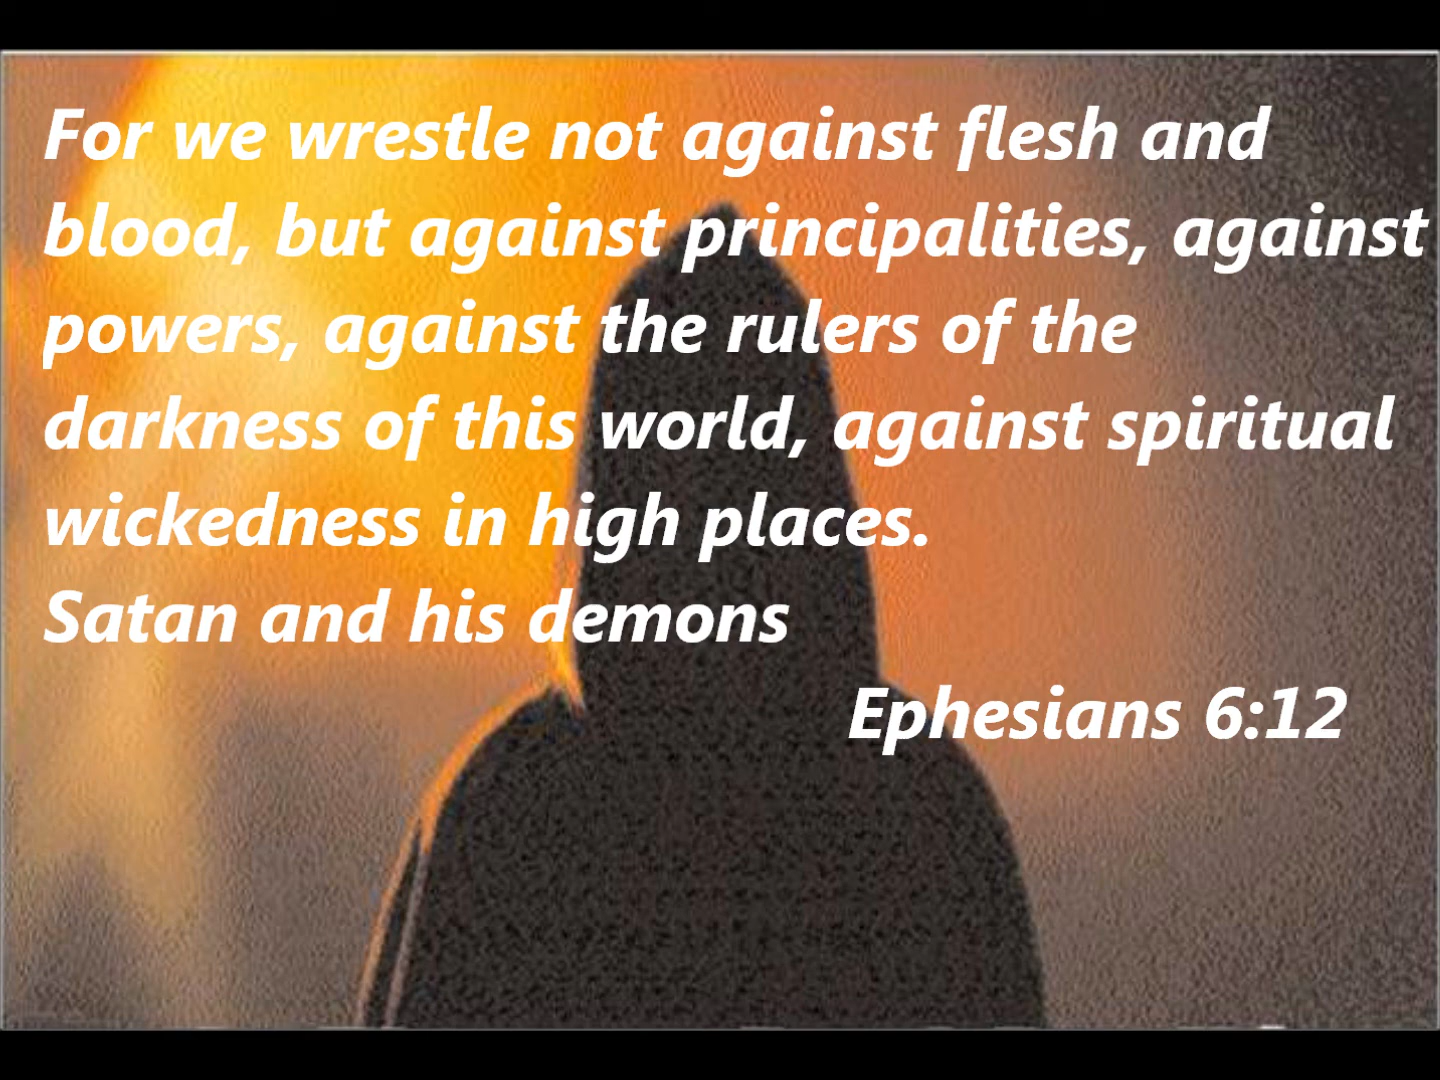 For we wrestle not against flesh and
blood, but against principalities, against
powers, against the rulers of the
darkness of this world, against spiritual
wickedness in high places.
Satan and his demons
Ephesians 6:12